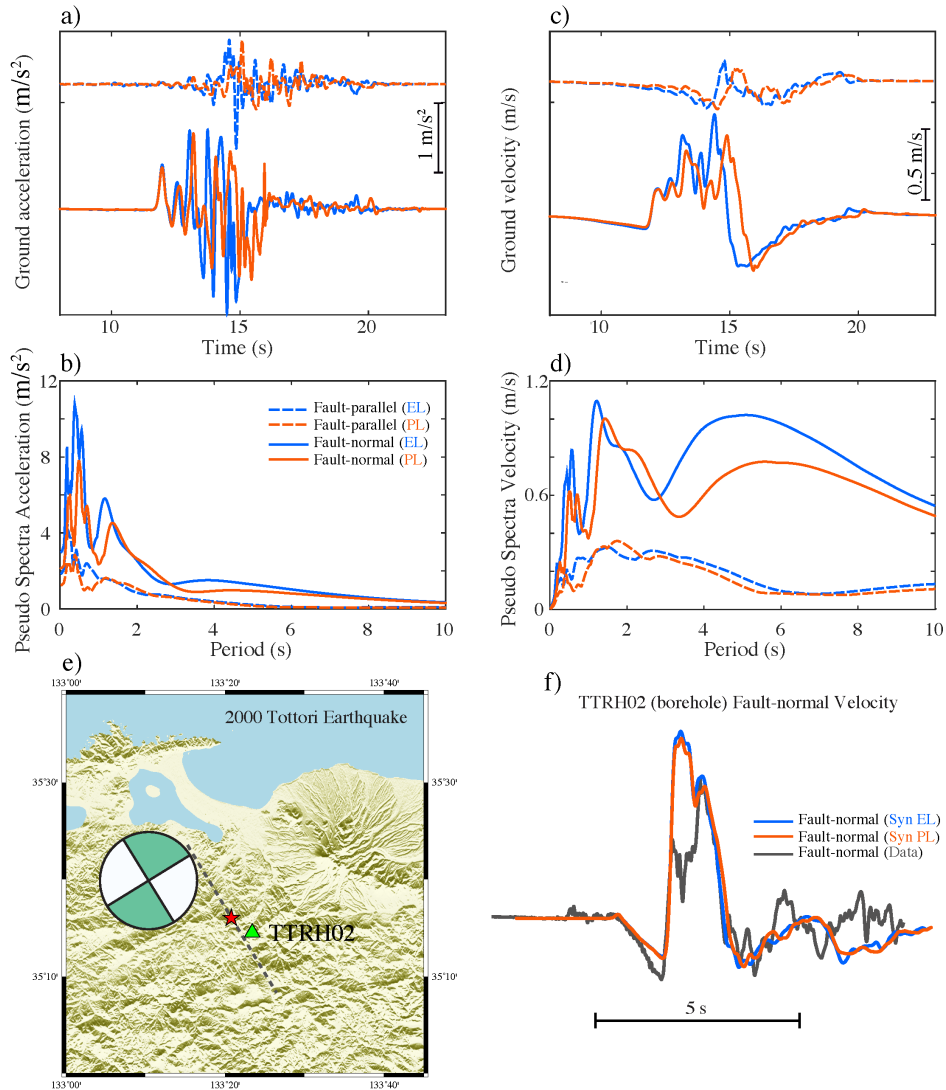 a)
Ground acceleration (m/s²)
1 m/s²
10
15
20
Time (s)
c)
Ground velocity (m/s)
0.5 m/s
10
15
20
Time (s)
b)
Pseudo Spectra Acceleration (m/s²)
12
8
4
0
Fault-parallel (EL)
Fault-parallel (PL)
Fault-normal (EL)
Fault-normal (PL)
0
2
4
6
8
10
Period (s)
d)
Pseudo Spectra Velocity (m/s)
1.2
0.6
0
0
2
4
6
8
10
Period (s)
e)
133°00'
133°20'
133°40'
2000 Tottori Earthquake
35°30'
35°30'
TTRH02
35°10'
35°10'
133°00'
133°20'
133°40'
f)
TTRH02 (borehole) Fault-normal Velocity
Fault-normal (Syn EL)
Fault-normal (Syn PL)
Fault-normal (Data)
5 s